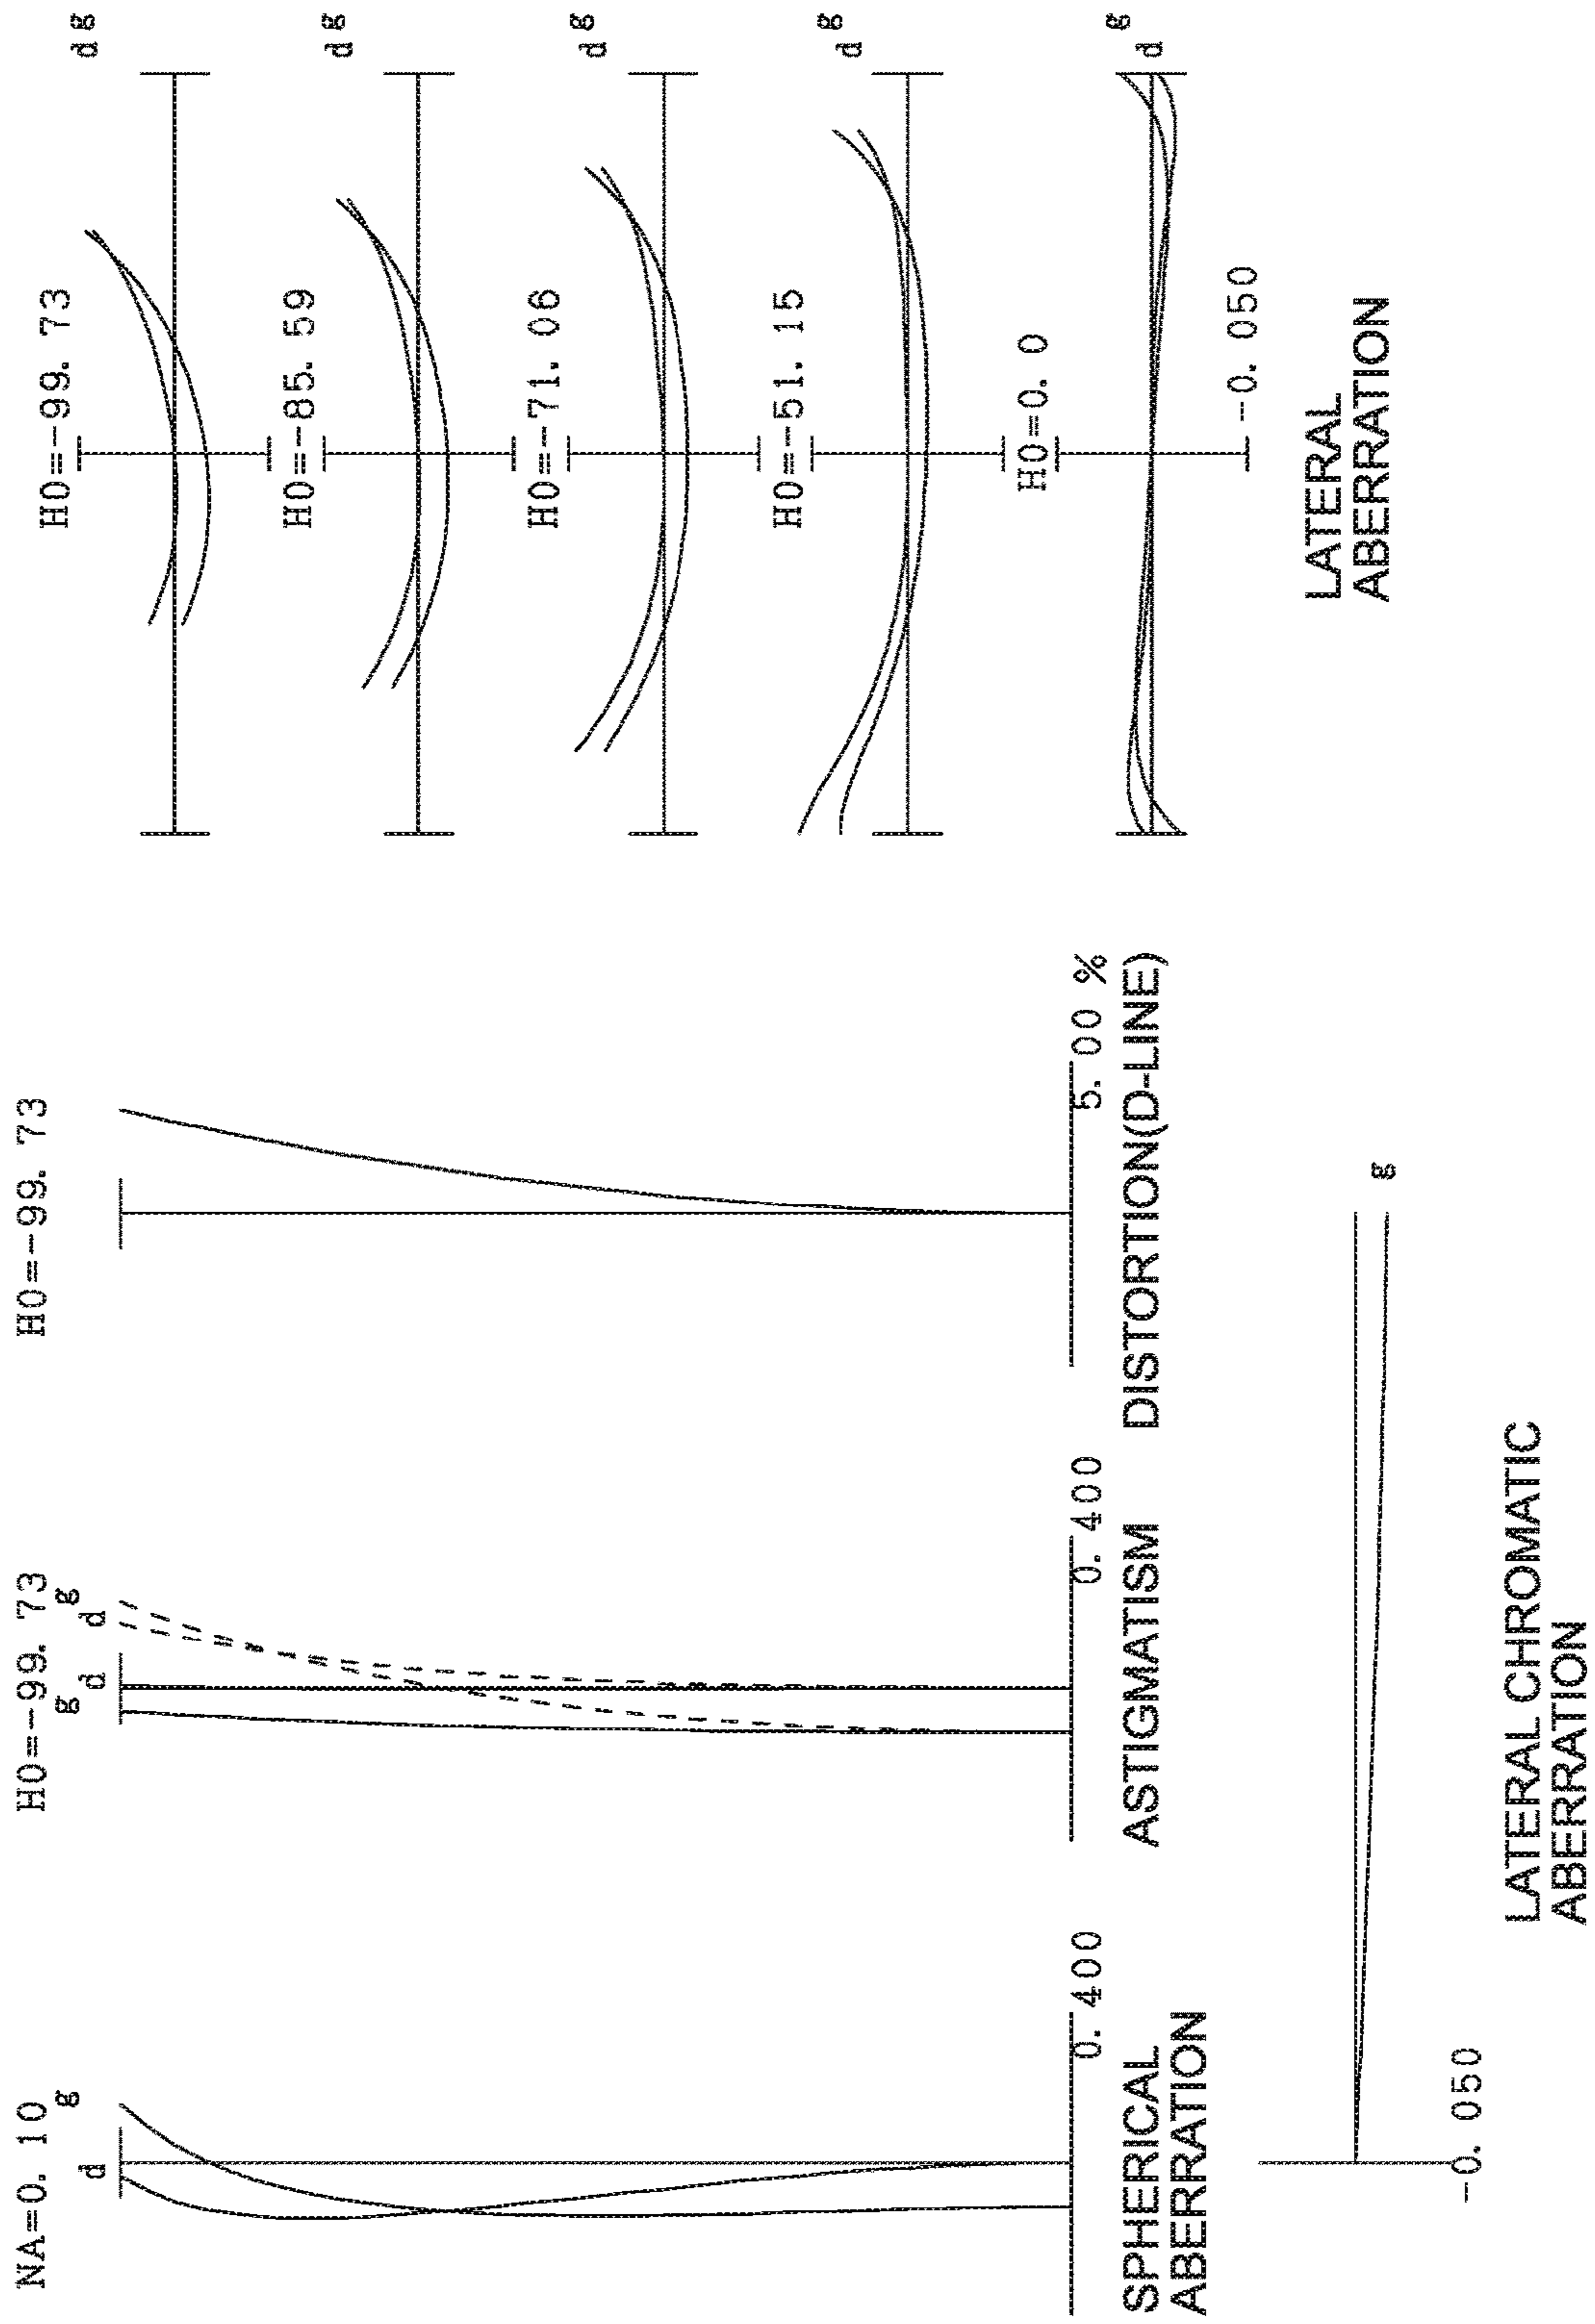 NA=0. 10
d
g
0. 400
SPHERICAL
ABERRATION
H0=-99. 73
g
d
d
g
0. 400
ASTIGMATISM
H0=-99. 73
5. 00 %
DISTORTION(D-LINE)
g
-0. 050
LATERAL CHROMATIC
ABERRATION
H0=-99. 73
d g
H0=-85. 59
d g
H0=-71. 06
d g
H0=-51. 15
d g
H0=0. 0
g
d
-0. 050
LATERAL
ABERRATION